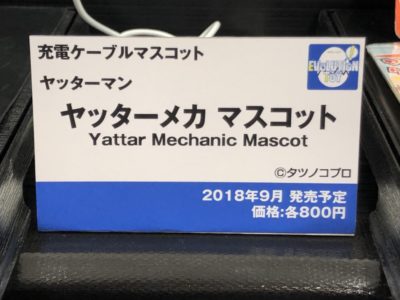 充電ケーブルマスコット
ヤッターマン
EVOLUTION
TOY
ヤッターメカ マスコット
Yattar Mechanic Mascot
©タツノコプロ
2018年9月 発売予定
価格:各800円